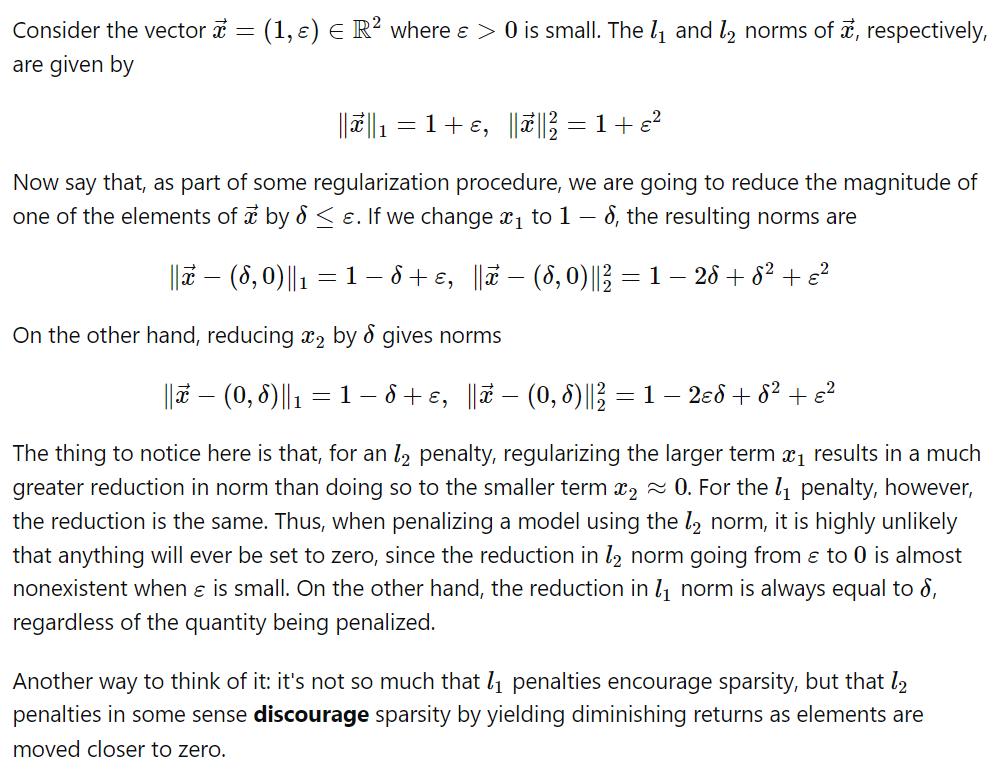 Consider the vector $\vec{x} = (1, \varepsilon) \in \mathbb{R}^2$ where $\varepsilon > 0$ is small. The $l_1$ and $l_2$ norms of $\vec{x}$, respectively,
are given by
$\|\vec{x}\|_1 = 1 + \varepsilon, \;\; \|\vec{x}\|_2^2 = 1 + \varepsilon^2$
Now say that, as part of some regularization procedure, we are going to reduce the magnitude of
one of the elements of $\vec{x}$ by $\delta \leq \varepsilon$. If we change $x_1$ to $1 - \delta$, the resulting norms are
$\|\vec{x} - (\delta, 0)\|_1 = 1 - \delta + \varepsilon, \;\; \|\vec{x} - (\delta, 0)\|_2^2 = 1 - 2\delta + \delta^2 + \varepsilon^2$
On the other hand, reducing $x_2$ by $\delta$ gives norms
$\|\vec{x} - (0, \delta)\|_1 = 1 - \delta + \varepsilon, \;\; \|\vec{x} - (0, \delta)\|_2^2 = 1 - 2\varepsilon\delta + \delta^2 + \varepsilon^2$
The thing to notice here is that, for an $l_2$ penalty, regularizing the larger term $x_1$ results in a much
greater reduction in norm than doing so to the smaller term $x_2 \approx 0$. For the $l_1$ penalty, however,
the reduction is the same. Thus, when penalizing a model using the $l_2$ norm, it is highly unlikely
that anything will ever be set to zero, since the reduction in $l_2$ norm going from $\varepsilon$ to $0$ is almost
nonexistent when $\varepsilon$ is small. On the other hand, the reduction in $l_1$ norm is always equal to $\delta$,
regardless of the quantity being penalized.
Another way to think of it: it's not so much that $l_1$ penalties encourage sparsity, but that $l_2$
penalties in some sense discourage sparsity by yielding diminishing returns as elements are
moved closer to zero.